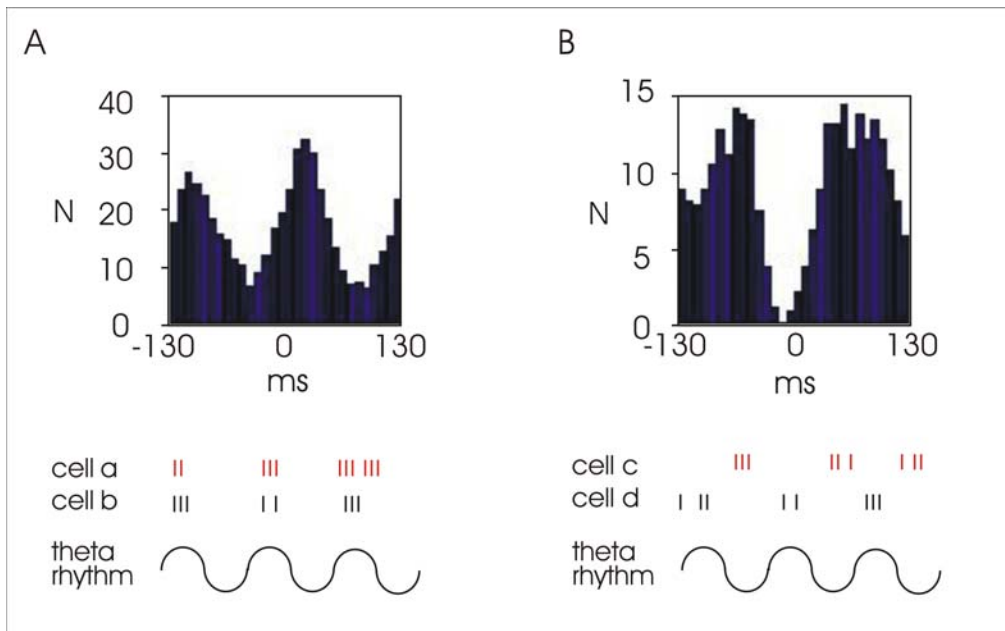 A
40
30
N
20
10
0
-130 0 130
ms
cell a
cell b
theta
rhythm
B
15
10
N
5
0
-130 0 130
ms
cell c
cell d
theta
rhythm